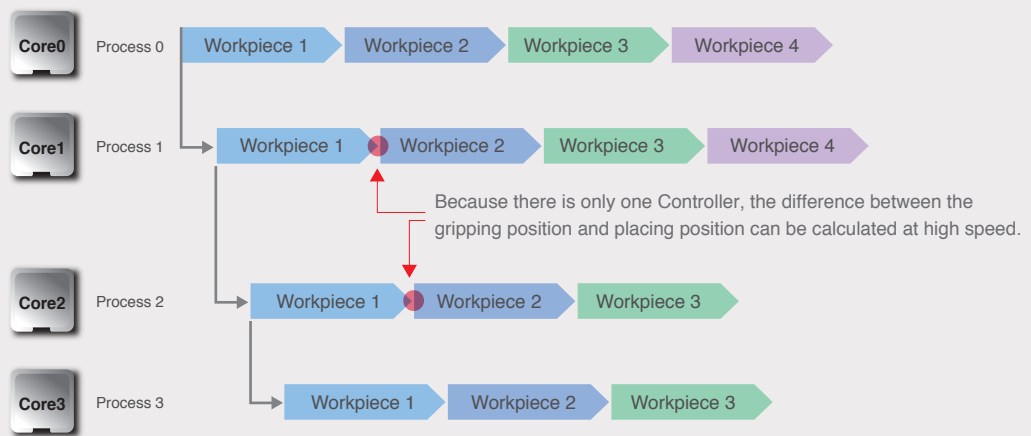 Core0
Process 0
Workpiece 1
Workpiece 2
Workpiece 3
Workpiece 4
Core1
Process 1
Workpiece 1
Workpiece 2
Workpiece 3
Workpiece 4
Because there is only one Controller, the difference between the
gripping position and placing position can be calculated at high speed.
Core2
Process 2
Workpiece 1
Workpiece 2
Workpiece 3
Core3
Process 3
Workpiece 1
Workpiece 2
Workpiece 3